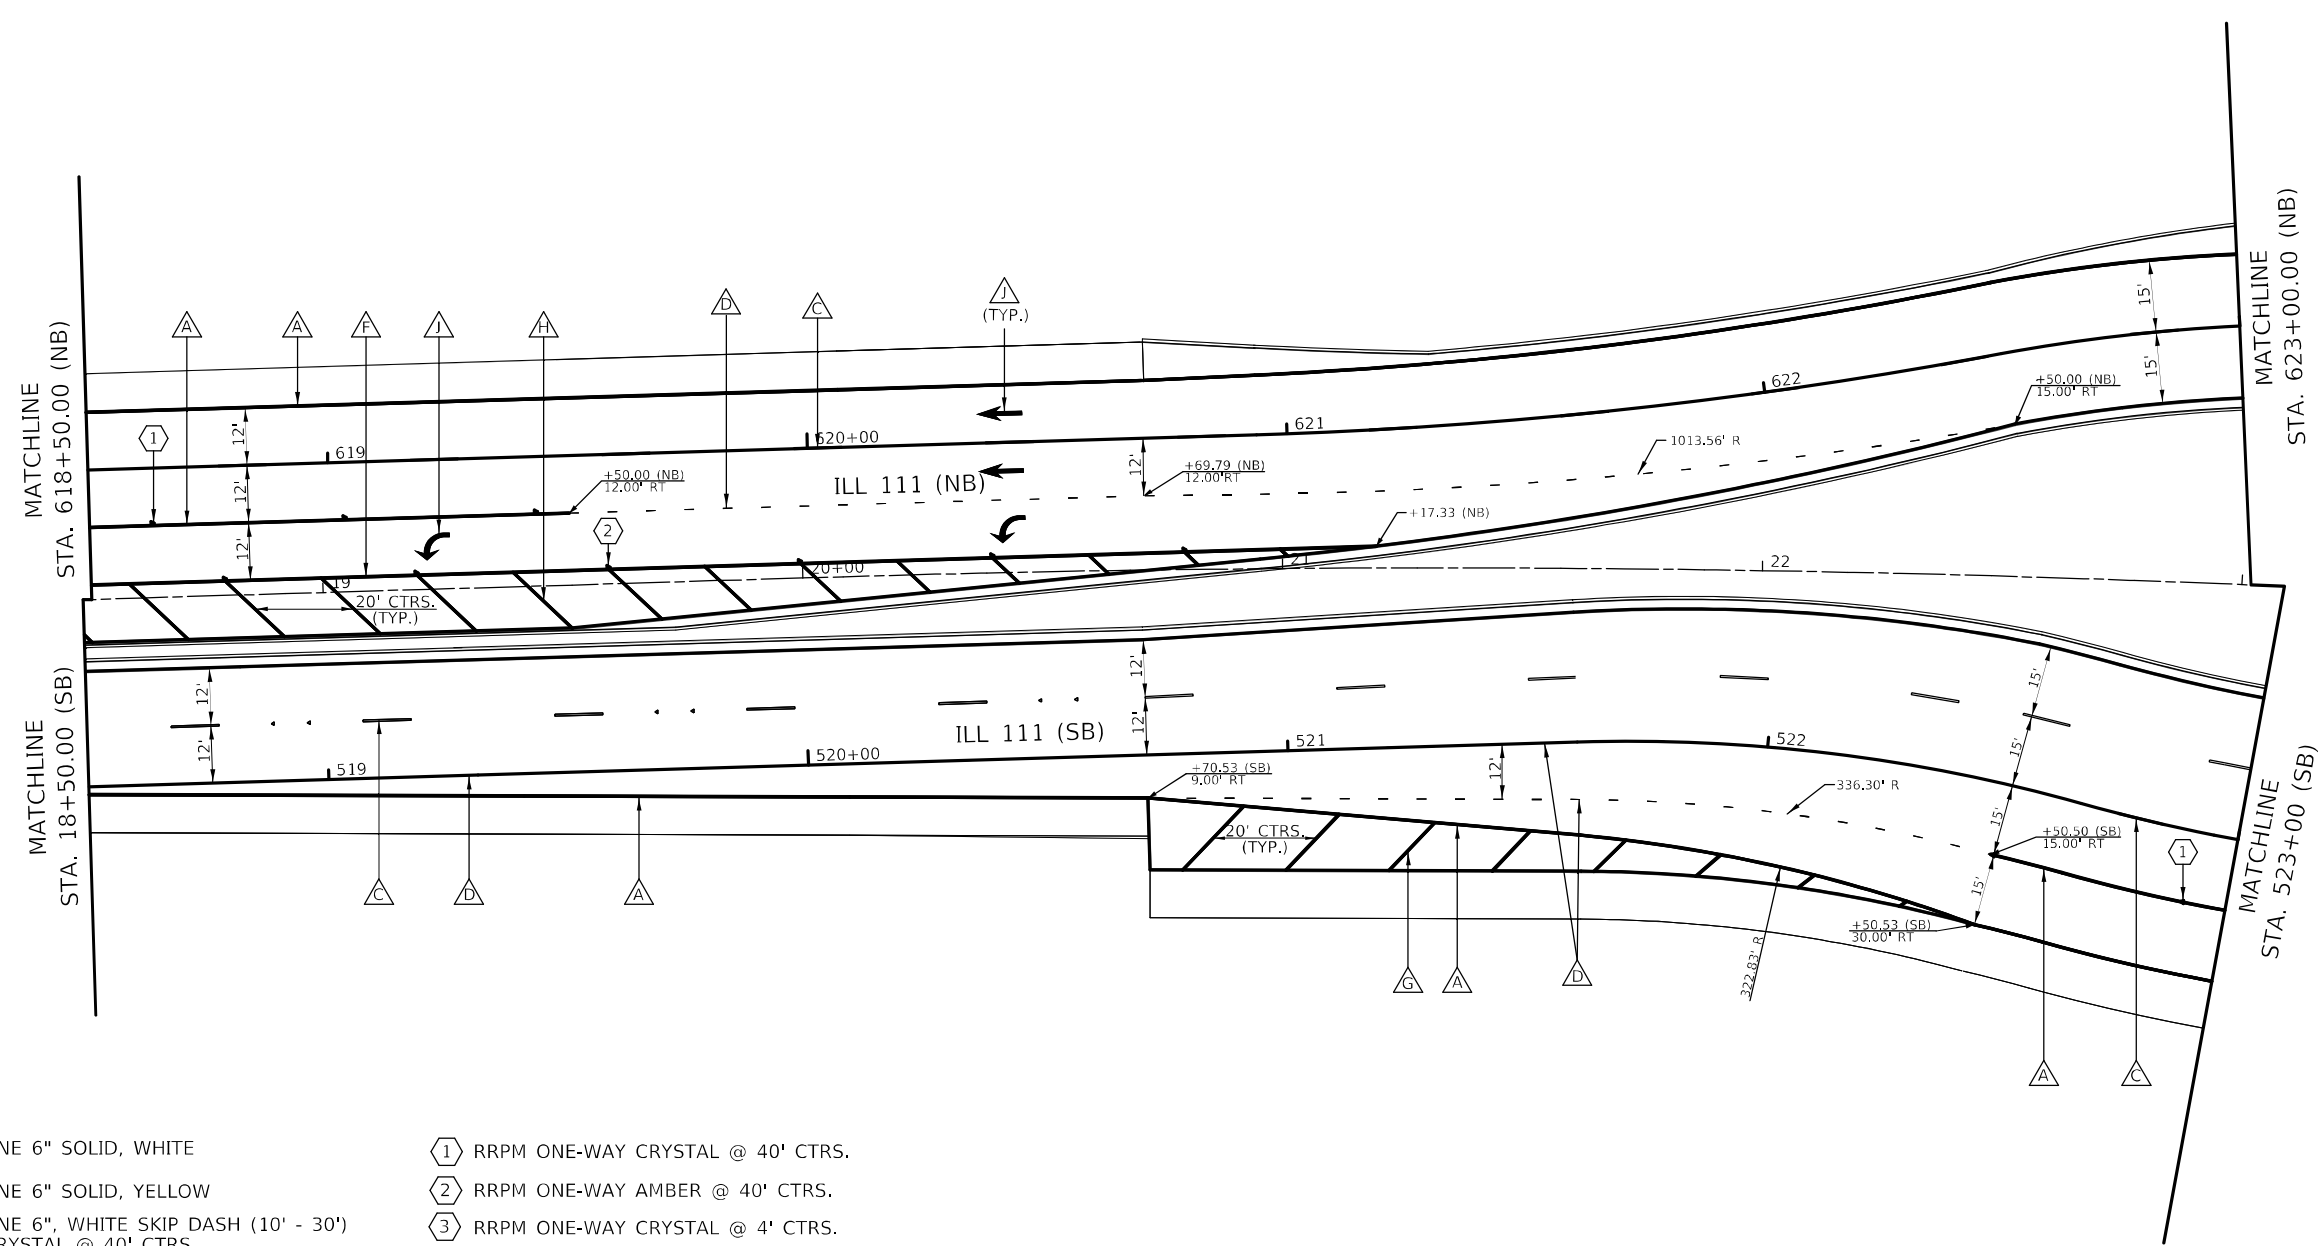 MATCHLINE
STA. 618+50.00 (NB)
MATCHLINE
STA. 18+50.00 (SB)
MATCHLINE
STA. 623+00.00 (NB)
MATCHLINE
STA. 523+00 (SB)
A
A
F
J
H
D
C
J
(TYP.)
1
12'
12'
12'
619
620+00
621
622
+50.00 (NB)
12.00' RT
2
ILL 111 (NB)
12'
+69.79 (NB)
12.00' RT
1013.56' R
+50.00 (NB)
15.00' RT
15'
15'
+17.33 (NB)
19
20+00
21
22
20' CTRS.
(TYP.)
12'
12'
12'
12'
ILL 111 (SB)
519
520+00
521
522
+70.53 (SB)
9.00' RT
12'
336.30' R
15'
15'
15'
15'
+50.50 (SB)
15.00' RT
1
20' CTRS.
(TYP.)
+50.53 (SB)
30.00' RT
322.83' R
C
D
A
G
A
D
A
C
NE 6" SOLID, WHITE
NE 6" SOLID, YELLOW
NE 6", WHITE SKIP DASH (10' - 30')
CRYSTAL @ 40' CTRS.
1 RRPM ONE-WAY CRYSTAL @ 40' CTRS.
2 RRPM ONE-WAY AMBER @ 40' CTRS.
3 RRPM ONE-WAY CRYSTAL @ 4' CTRS.